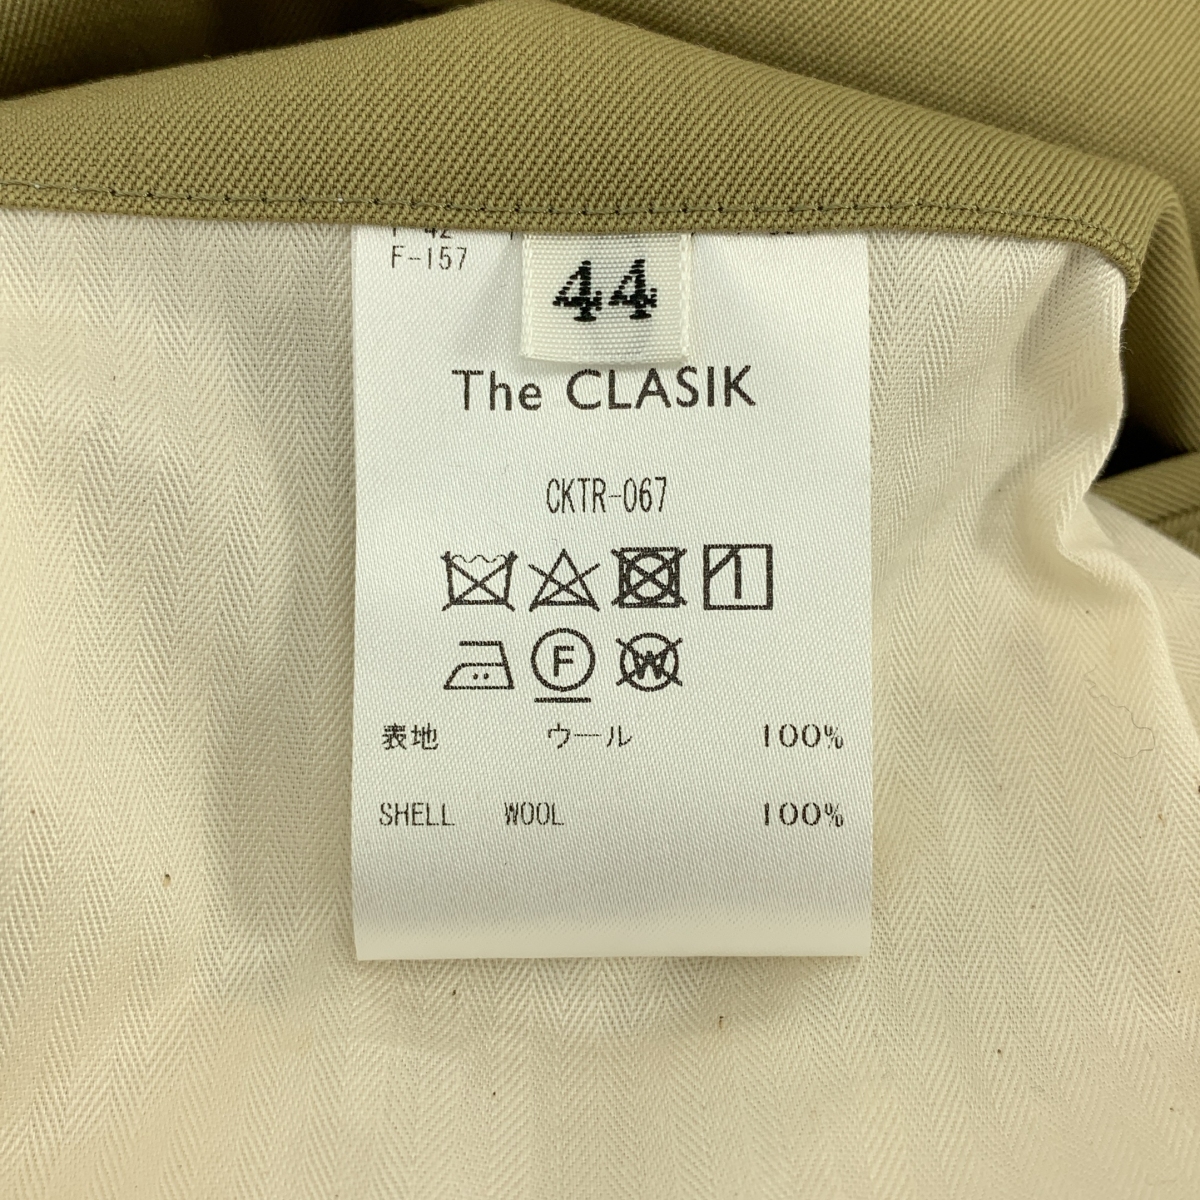 F-157
44
The CLASIK
CKTR-067
F W
表地 ウール 100%
SHELL WOOL 100%